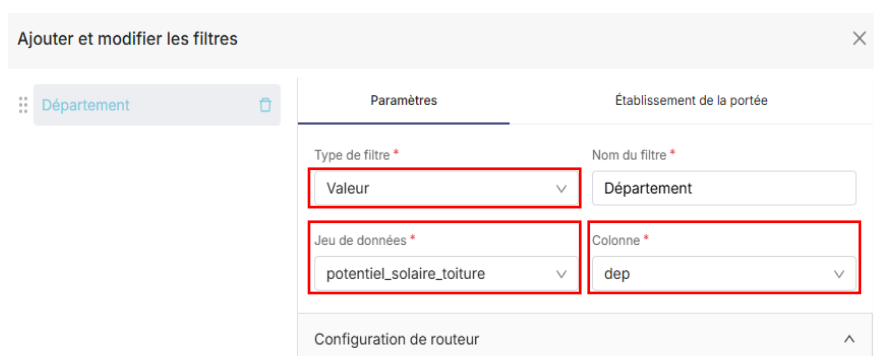 Ajouter et modifier les filtres
Département
Paramètres
Établissement de la portée
Type de filtre *
Nom du filtre *
Valeur
Département
Jeu de données *
Colonne *
potentiel_solaire_toiture
dep
Configuration de routeur